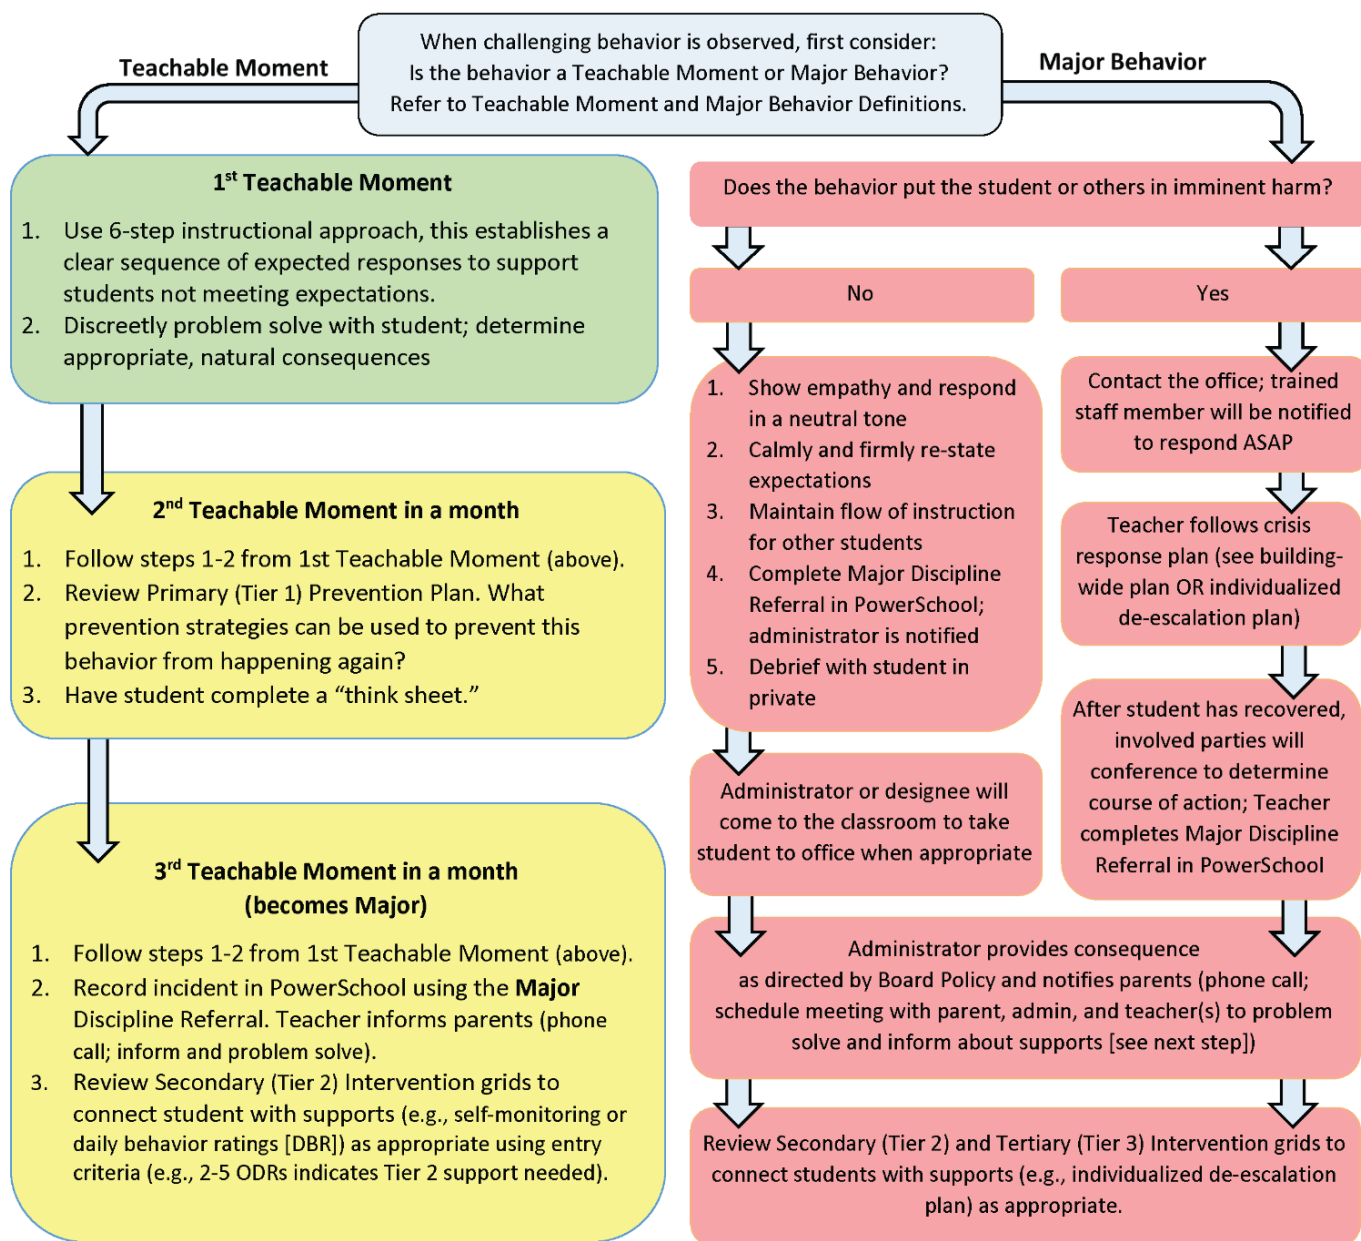 When challenging behavior is observed, first consider:
Is the behavior a Teachable Moment or Major Behavior?
Refer to Teachable Moment and Major Behavior Definitions.
Teachable Moment
Major Behavior
1st Teachable Moment
1. Use 6-step instructional approach, this establishes a
clear sequence of expected responses to support
students not meeting expectations.
2. Discreetly problem solve with student; determine
appropriate, natural consequences
2nd Teachable Moment in a month
1. Follow steps 1-2 from 1st Teachable Moment (above).
2. Review Primary (Tier 1) Prevention Plan. What
prevention strategies can be used to prevent this
behavior from happening again?
3. Have student complete a “think sheet.”
3rd Teachable Moment in a month
(becomes Major)
1. Follow steps 1-2 from 1st Teachable Moment (above).
2. Record incident in PowerSchool using the Major
Discipline Referral. Teacher informs parents (phone
call; inform and problem solve).
3. Review Secondary (Tier 2) Intervention grids to
connect student with supports (e.g., self-monitoring or
daily behavior ratings [DBR]) as appropriate using entry
criteria (e.g., 2-5 ODRs indicates Tier 2 support needed).
Does the behavior put the student or others in imminent harm?
No
1. Show empathy and respond
in a neutral tone
2. Calmly and firmly re-state
expectations
3. Maintain flow of instruction
for other students
4. Complete Major Discipline
Referral in PowerSchool;
administrator is notified
5. Debrief with student in
private
Administrator or designee will
come to the classroom to take
student to office when appropriate
Yes
Contact the office; trained
staff member will be notified
to respond ASAP
Teacher follows crisis
response plan (see building-
wide plan OR individualized
de-escalation plan)
After student has recovered,
involved parties will
conference to determine
course of action; Teacher
completes Major Discipline
Referral in PowerSchool
Administrator provides consequence
as directed by Board Policy and notifies parents (phone call;
schedule meeting with parent, admin, and teacher(s) to problem
solve and inform about supports [see next step])
Review Secondary (Tier 2) and Tertiary (Tier 3) Intervention grids to
connect students with supports (e.g., individualized de-escalation
plan) as appropriate.